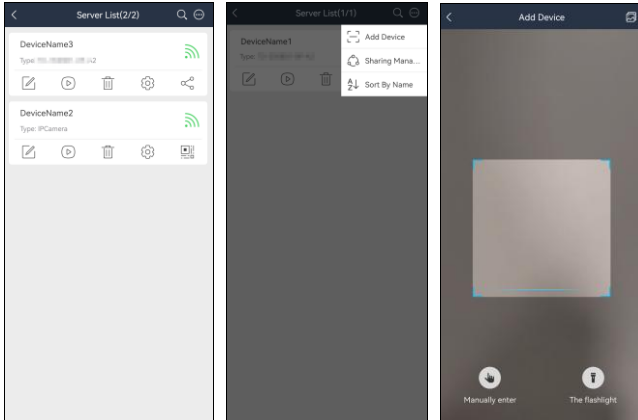 Server List(2/2)
DeviceName3
Type:
DeviceName2
Type: IPCamera
Server List(1/1)
DeviceName1
Type:
Add Device
Sharing Mana...
Sort By Name
Add Device
Manually enter
The flashlight